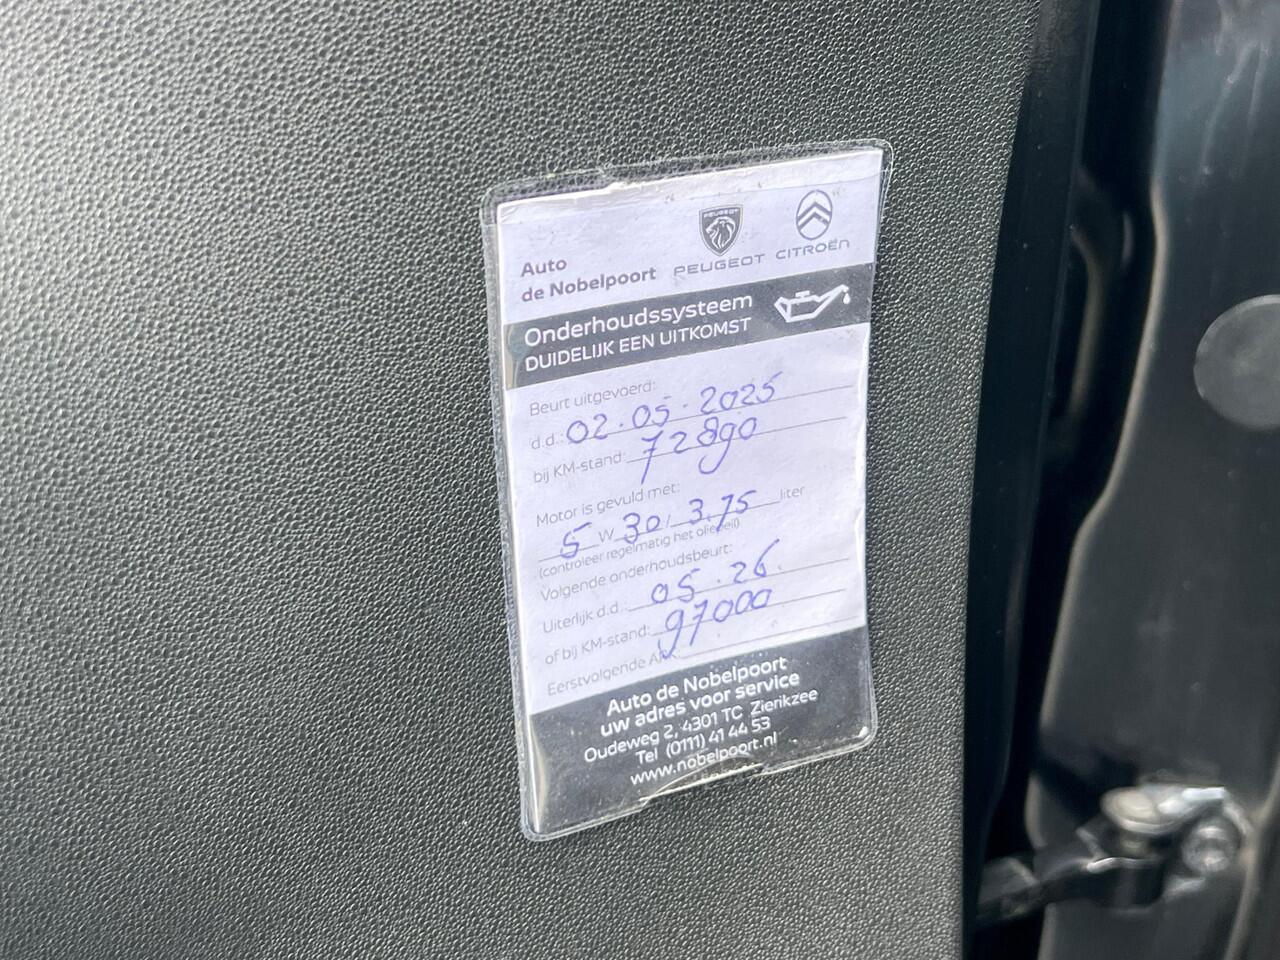 Auto
de Nobelpoort
PEUGEOT
PEUGEOT
CITROËN
Onderhoudssysteem
DUIDELIJK EEN UITKOMST
Beurt uitgevoerd:
d.d.: 02.05.2025
bij KM-stand: 72890
Motor is gevuld met:
5 W 30 / 3.75 liter
(controleer regelmatig het oliepeil)
Volgende onderhoudsbeurt:
Uiterlijk d.d.: 05.26
of bij KM-stand: 97000
Eerstvolgende
Auto de Nobelpoort
uw adres voor service
Oudeweg 2, 4301 TC Zierikzee
Tel (0111) 41 44 53
www.nobelpoort.nl